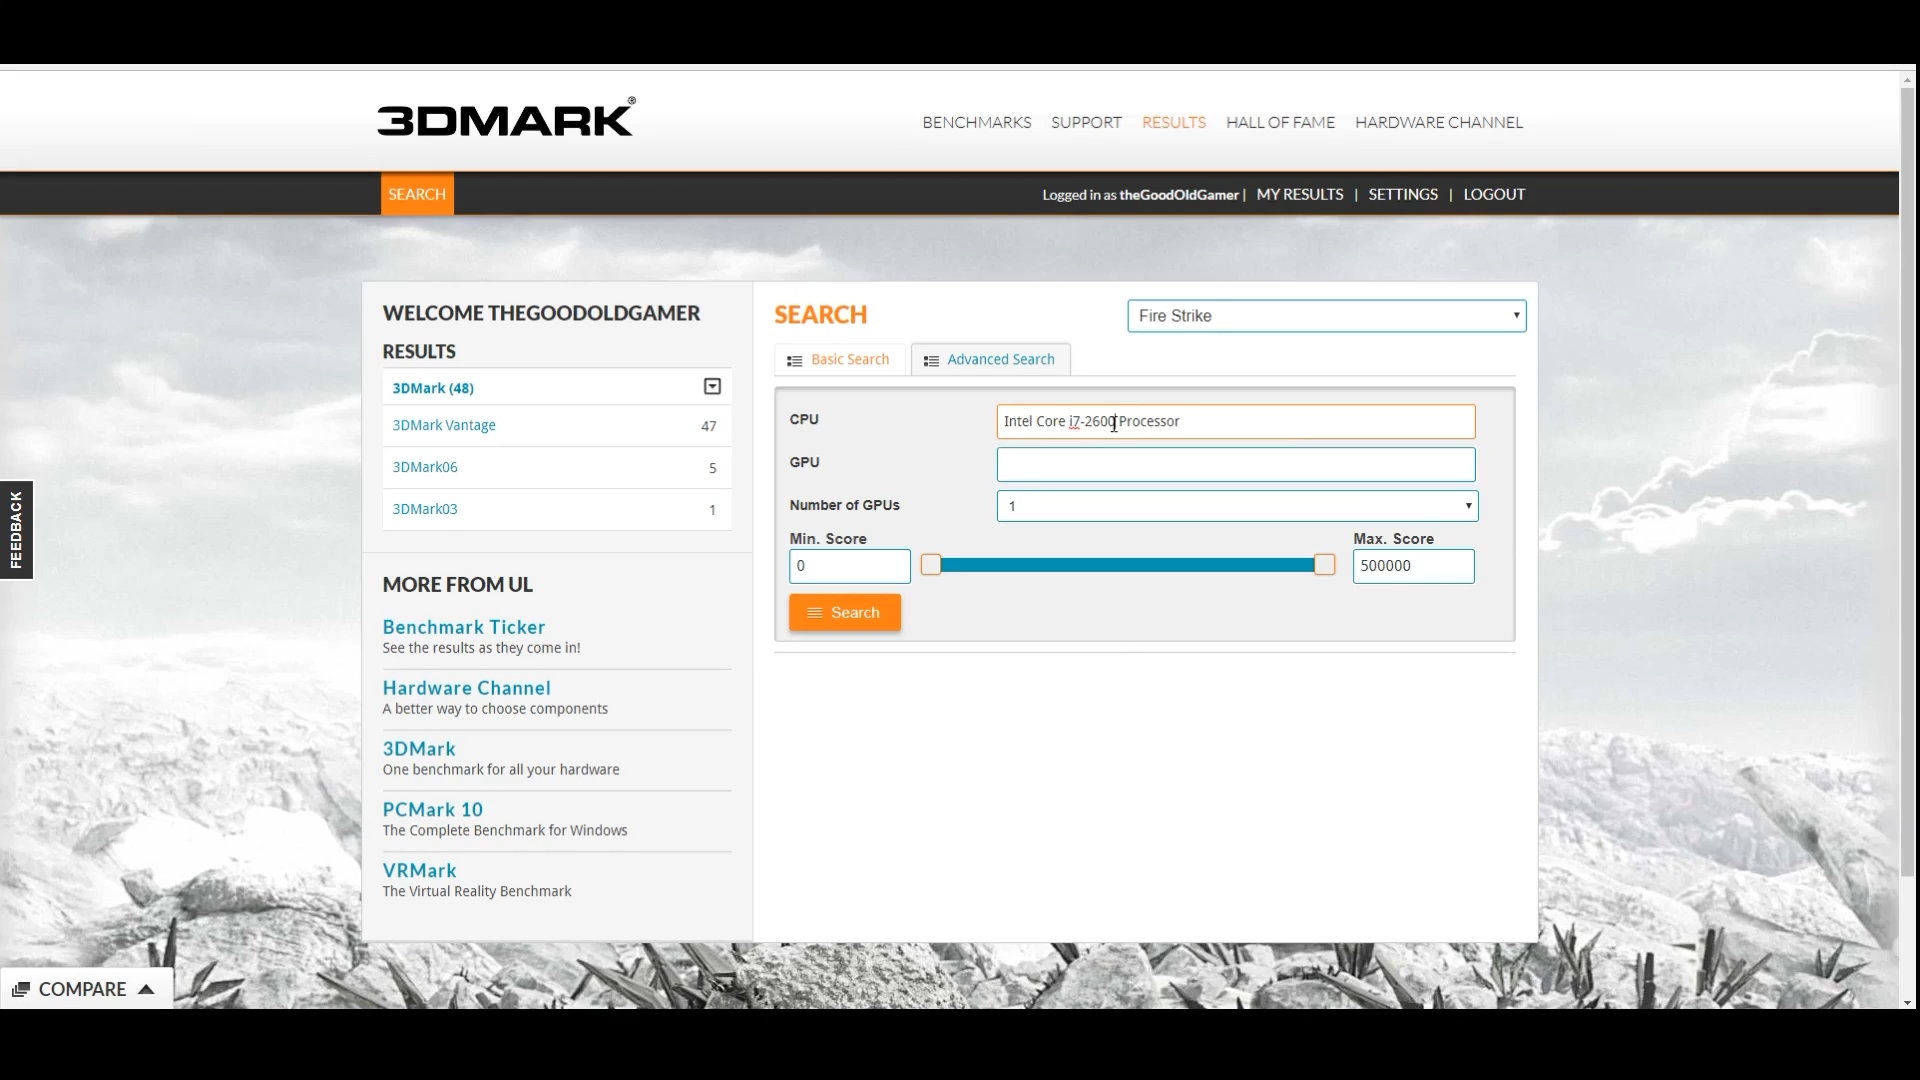 3DMARK®
BENCHMARKS SUPPORT RESULTS HALL OF FAME HARDWARE CHANNEL
SEARCH
Logged in as theGoodOldGamer | MY RESULTS | SETTINGS | LOGOUT
WELCOME THEGOODOLDGAMER
RESULTS
3DMark (48)
3DMark Vantage 47
3DMark06 5
3DMark03 1
MORE FROM UL
Benchmark Ticker
See the results as they come in!
Hardware Channel
A better way to choose components
3DMark
One benchmark for all your hardware
PCMark 10
The Complete Benchmark for Windows
VRMark
The Virtual Reality Benchmark
SEARCH
Fire Strike
Basic Search
Advanced Search
CPU
Intel Core i7-2600 Processor
GPU
Number of GPUs
1
Min. Score
0
Max. Score
500000
Search
FEEDBACK
COMPARE